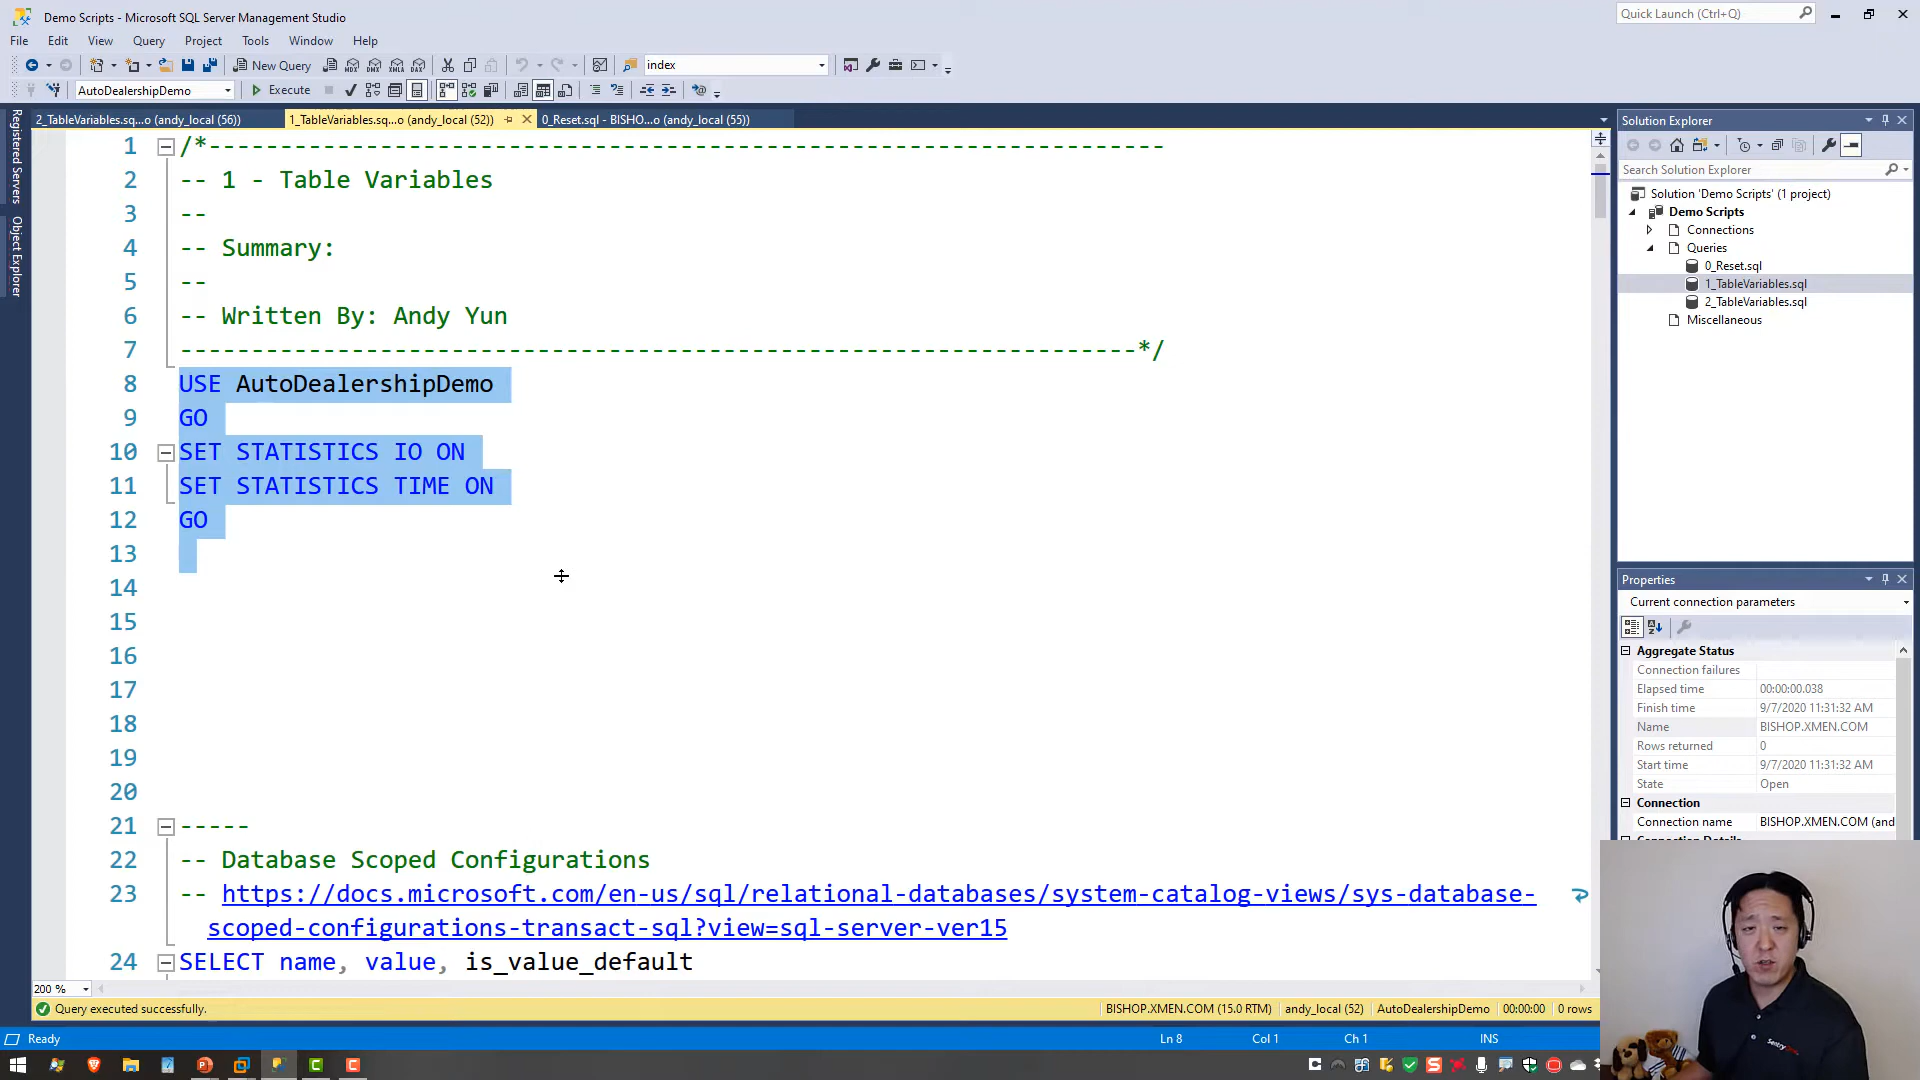 Demo Scripts - Microsoft SQL Server Management Studio
Quick Launch (Ctrl+Q)
File Edit View Query Project Tools Window Help
New Query
index
AutoDealershipDemo
Execute
2_TableVariables.sq...o (andy_local (56))
1_TableVariables.sq...o (andy_local (52))
0_Reset.sql - BISHO...o (andy_local (55))
Registered Servers
Object Explorer
1 /*-------------------------------------------------------------------
2 -- 1 - Table Variables
3 --
4 -- Summary:
5 --
6 -- Written By: Andy Yun
7 -------------------------------------------------------------------*/
8 USE AutoDealershipDemo
9 GO
10 SET STATISTICS IO ON
11 SET STATISTICS TIME ON
12 GO
13
14
15
16
17
18
19
20
21 -----
22 -- Database Scoped Configurations
23 -- https://docs.microsoft.com/en-us/sql/relational-databases/system-catalog-views/sys-database-
scoped-configurations-transact-sql?view=sql-server-ver15
24 SELECT name, value, is_value_default
200 %
Query executed successfully.
BISHOP.XMEN.COM (15.0 RTM) andy_local (52) AutoDealershipDemo 00:00:00 0 rows
Ready
Ln 8 Col 1 Ch 1 INS
Solution Explorer
Search Solution Explorer
Solution 'Demo Scripts' (1 project)
Demo Scripts
Connections
Queries
0_Reset.sql
1_TableVariables.sql
2_TableVariables.sql
Miscellaneous
Properties
Current connection parameters
Aggregate Status
Connection failures
Elapsed time 00:00:00.038
Finish time 9/7/2020 11:31:32 AM
Name BISHOP.XMEN.COM
Rows returned 0
Start time 9/7/2020 11:31:32 AM
State Open
Connection
Connection name BISHOP.XMEN.COM (and